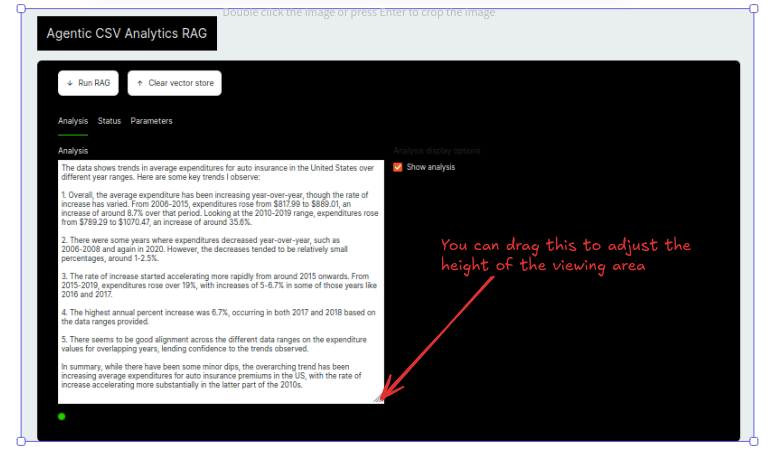 Double click the image or press Enter to crop the image
Agentic CSV Analytics RAG
↓ Run RAG
↑ Clear vector store
Analysis Status Parameters
Analysis
Analysis display options
Show analysis
The data shows trends in average expenditures for auto insurance in the United States over
different year ranges. Here are some key trends I observe:
1. Overall, the average expenditure has been increasing year-over-year, though the rate of
increase has varied. From 2006-2015, expenditures rose from $817.99 to $889.01, an
increase of around 8.7% over that period. Looking at the 2010-2019 range, expenditures rose
from $789.29 to $1070.47, an increase of around 35.6%.
2. There were some years where expenditures decreased year-over-year, such as
2006-2008 and again in 2020. However, the decreases tended to be relatively small
percentages, around 1-2.5%.
3. The rate of increase started accelerating more rapidly from around 2015 onwards. From
2015-2019, expenditures rose over 19%, with increases of 5-6.7% in some of those years like
2016 and 2017.
4. The highest annual percent increase was 6.7%, occurring in both 2017 and 2018 based on
the data ranges provided.
5. There seems to be good alignment across the different data ranges on the expenditure
values for overlapping years, lending confidence to the trends observed.
In summary, while there have been some minor dips, the overarching trend has been
increasing average expenditures for auto insurance premiums in the US, with the rate of
increase accelerating more substantially in the latter part of the 2010s.
You can drag this to adjust the
height of the viewing area